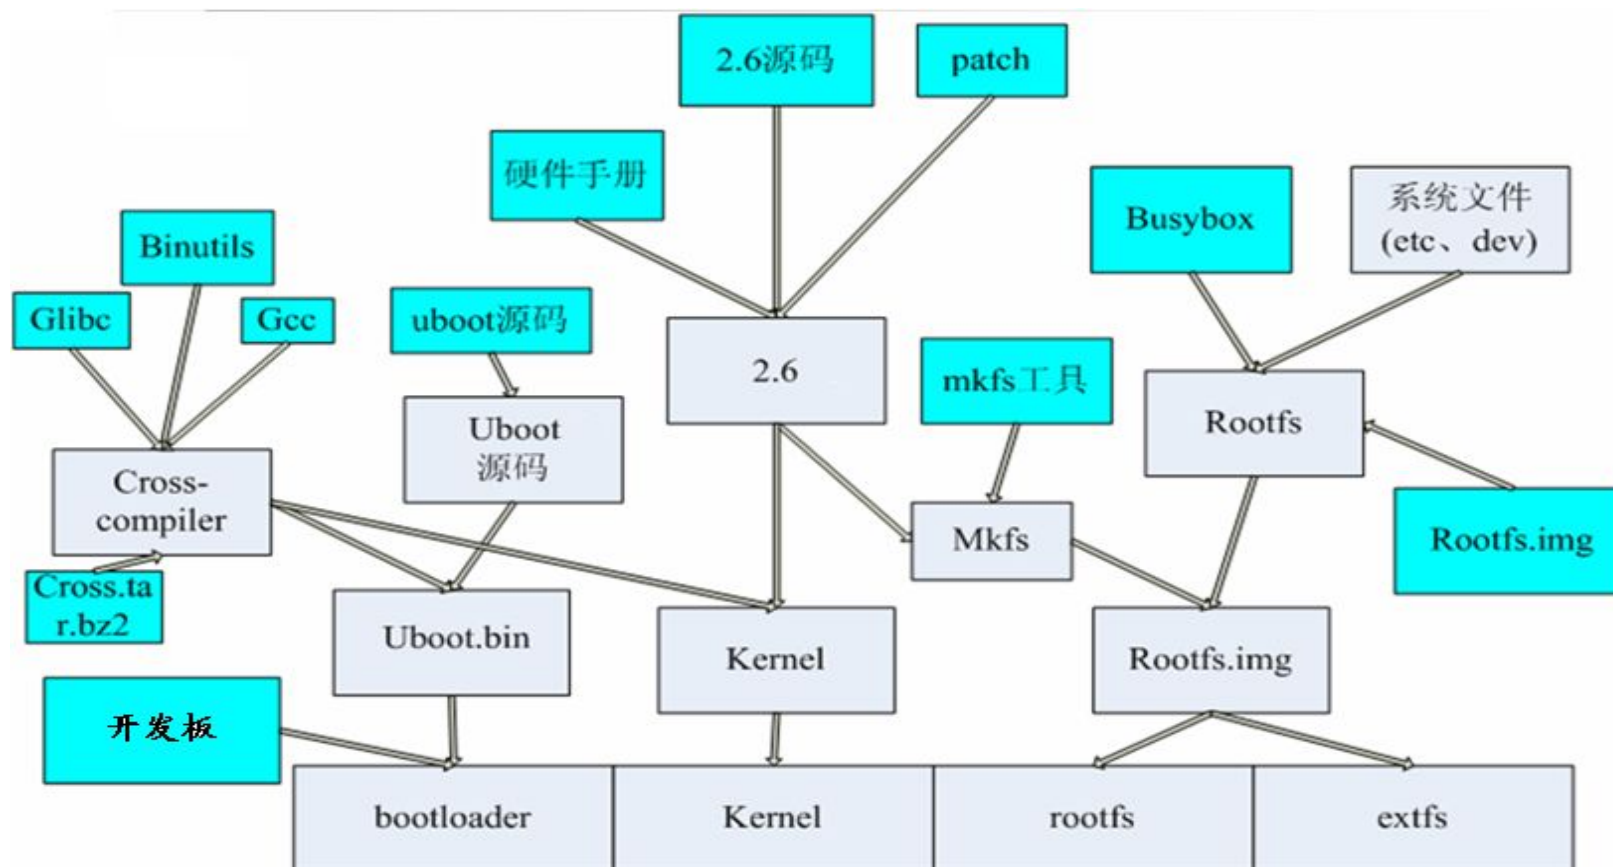 2.6源码
patch
硬件手册
Busybox
系统文件
(etc、dev)
Binutils
Glibc
Gcc
uboot源码
2.6
mkfs工具
Rootfs
Uboot
源码
Cross-
compiler
Mkfs
Rootfs.img
Cross.ta
r.bz2
Uboot.bin
Kernel
Rootfs.img
开发板
bootloader
Kernel
rootfs
extfs